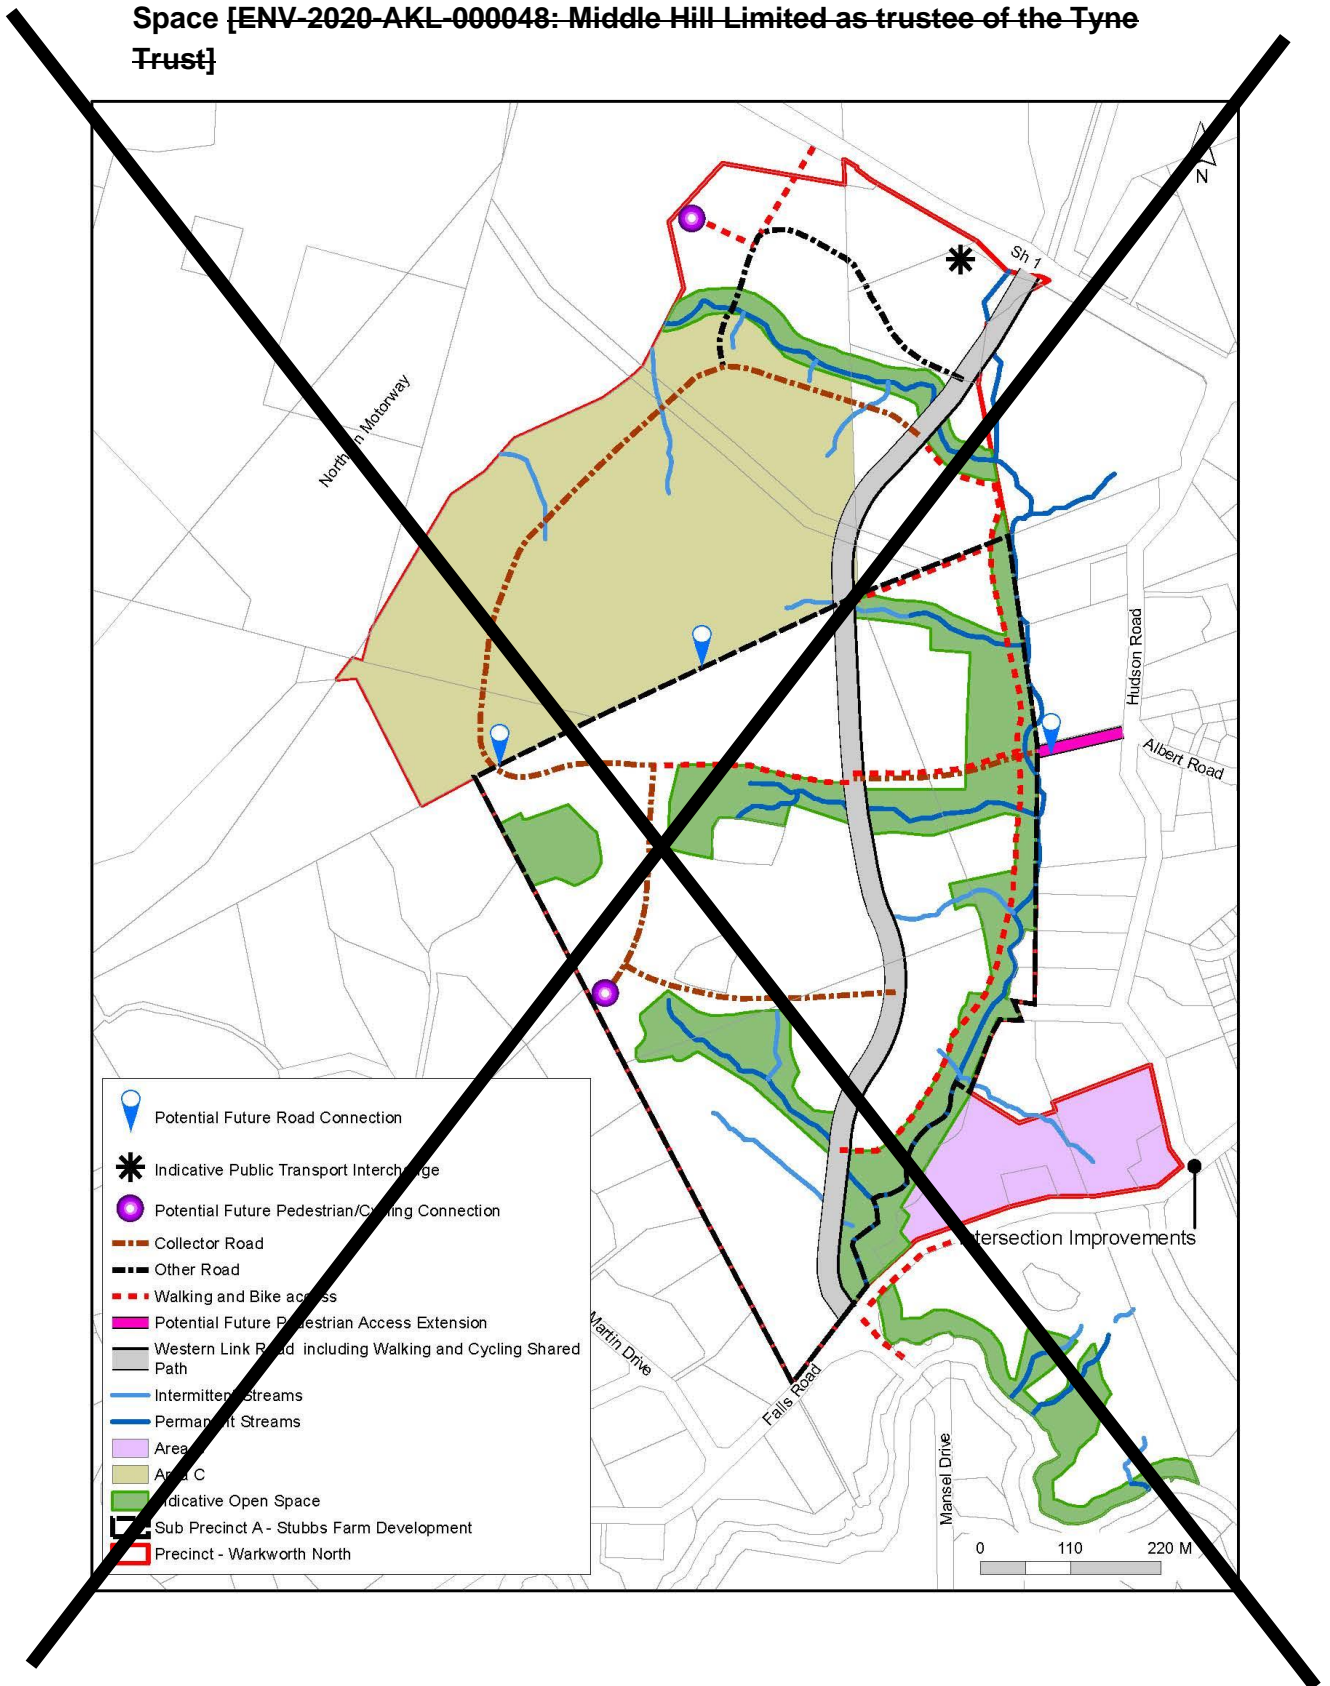 Space [ENV-2020-AKL-000048: Middle Hill Limited as trustee of the Tyne
Trust]
N
Sh 1
Motorway
Hudson Road
Albert Road
Potential Future Road Connection
Indicative Public Transport
Potential Future Pedestrian/Cycling Connection
Collector Road
Other Road
Walking and Bike access
Potential Future Pedestrian Access Extension
Western Link Road including Walking and Cycling Shared
Path
Intermittent Streams
Permanent Streams
Area
Area C
Indicative Open Space
Sub Precinct A - Stubbs Farm Development
Precinct - Warkworth North
Intersection Improvements
Martin Drive
Falls Road
Mansel Drive
0 110 220 M